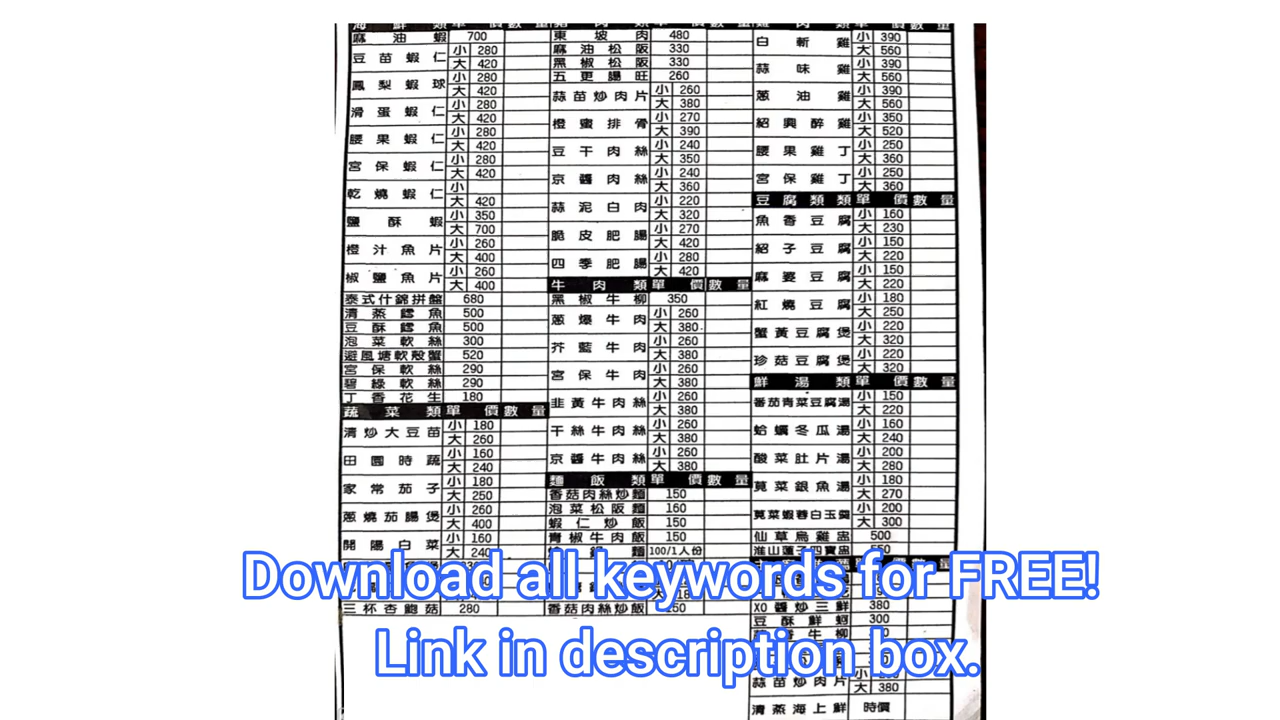 海鮮類 單價 數量
麻油蝦 700
豆苗蝦仁 小 280
大 420
鳳梨蝦球 小 280
大 420
滑蛋蝦仁 小 280
大 420
腰果蝦仁 小 280
大 420
宮保蝦仁 小 280
大 420
乾燒蝦仁 小
大 420
鹽酥蝦 小 350
大 700
橙汁魚片 小 260
大 400
椒鹽魚片 小 260
大 400
泰式什錦拼盤 680
清蒸鱈魚 500
豆酥鱈魚 500
泡菜軟絲 300
避風塘軟殼蟹 520
宮保軟絲 290
碧綠軟絲 290
丁香花生 180
蔬菜類 單價 數量
清炒大豆苗 小 180
大 260
田園時蔬 小 160
大 240
家常茄子 小 180
大 250
蔥燒茄腸煲 小 260
大 400
開陽白菜 小 160
大 240
三杯杏鮑菇 280
豬肉類 單價 數量
東坡肉 480
麻油松阪 330
黑椒松阪 330
五更腸旺 260
蒜苗炒肉片 小 260
大 380
橙蜜排骨 小 270
大 390
豆干肉絲 小 240
大 350
京醬肉絲 小 240
大 360
蒜泥白肉 小 220
大 320
脆皮肥腸 小 270
大 420
四季肥腸 小 280
大 420
牛肉類 單價 數量
黑椒牛柳 350
蔥爆牛肉 小 260
大 380
芥藍牛肉 小 260
大 380
宮保牛肉 小 260
大 380
韭黃牛肉絲 小 260
大 380
干絲牛肉絲 小 260
大 380
京醬牛肉絲 小 260
大 380
麵飯類 單價 數量
香菇肉絲炒麵 150
泡菜松阪麵 160
蝦仁炒飯 150
青椒牛肉飯 150
麵 100/1人份
香菇肉絲炒飯 150
雞肉類 單價 數量
白斬雞 小 390
大 560
蒜味雞 小 390
大 560
蔥油雞 小 390
大 560
紹興醉雞 小 350
大 520
腰果雞丁 小 250
大 360
宮保雞丁 小 250
大 360
豆腐類類 單價 數量
魚香豆腐 小 160
大 230
紹子豆腐 小 150
大 220
麻婆豆腐 小 150
大 220
紅燒豆腐 小 180
大 250
蟹黃豆腐煲 小 220
大 320
珍菇豆腐煲 小 220
大 320
鮮湯類 單價 數量
番茄青菜豆腐湯 小 150
大 220
蛤蠣冬瓜湯 小 160
大 240
酸菜肚片湯 小 200
大 280
莧菜銀魚湯 小 180
大 270
莧菜蝦蓉白玉羹 小 200
大 300
仙草烏雞盅 500
淮山蓮子四寶盅 550
XO醬炒三鮮 380
豆酥鮮蚵 300
牛柳
蒜苗炒肉片 小
大 380
清蒸海上鮮 時價
Download all keywords for FREE!
Link in description box.